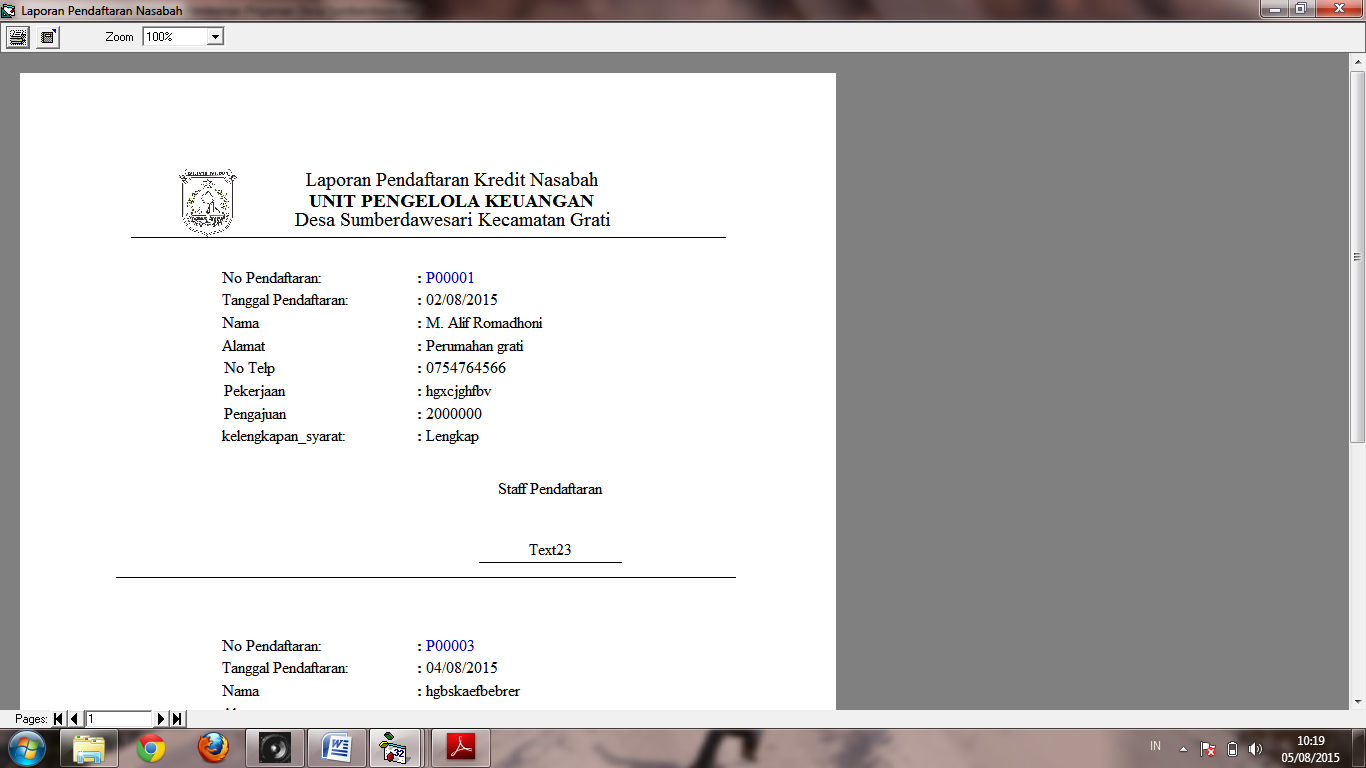 Laporan Pendaftaran Nasabah
Zoom 100%
Laporan Pendaftaran Kredit Nasabah
UNIT PENGELOLA KEUANGAN
Desa Sumberdawesari Kecamatan Grati
No Pendaftaran: : P00001
Tanggal Pendaftaran: : 02/08/2015
Nama : M. Alif Romadhoni
Alamat : Perumahan grati
No Telp : 0754764566
Pekerjaan : hgxcjghfbv
Pengajuan : 2000000
kelengkapan_syarat: : Lengkap
Staff Pendaftaran
Text23
No Pendaftaran: : P00003
Tanggal Pendaftaran: : 04/08/2015
Nama : hgbskaefbebrer
Pages: 1
IN
10:19
05/08/2015